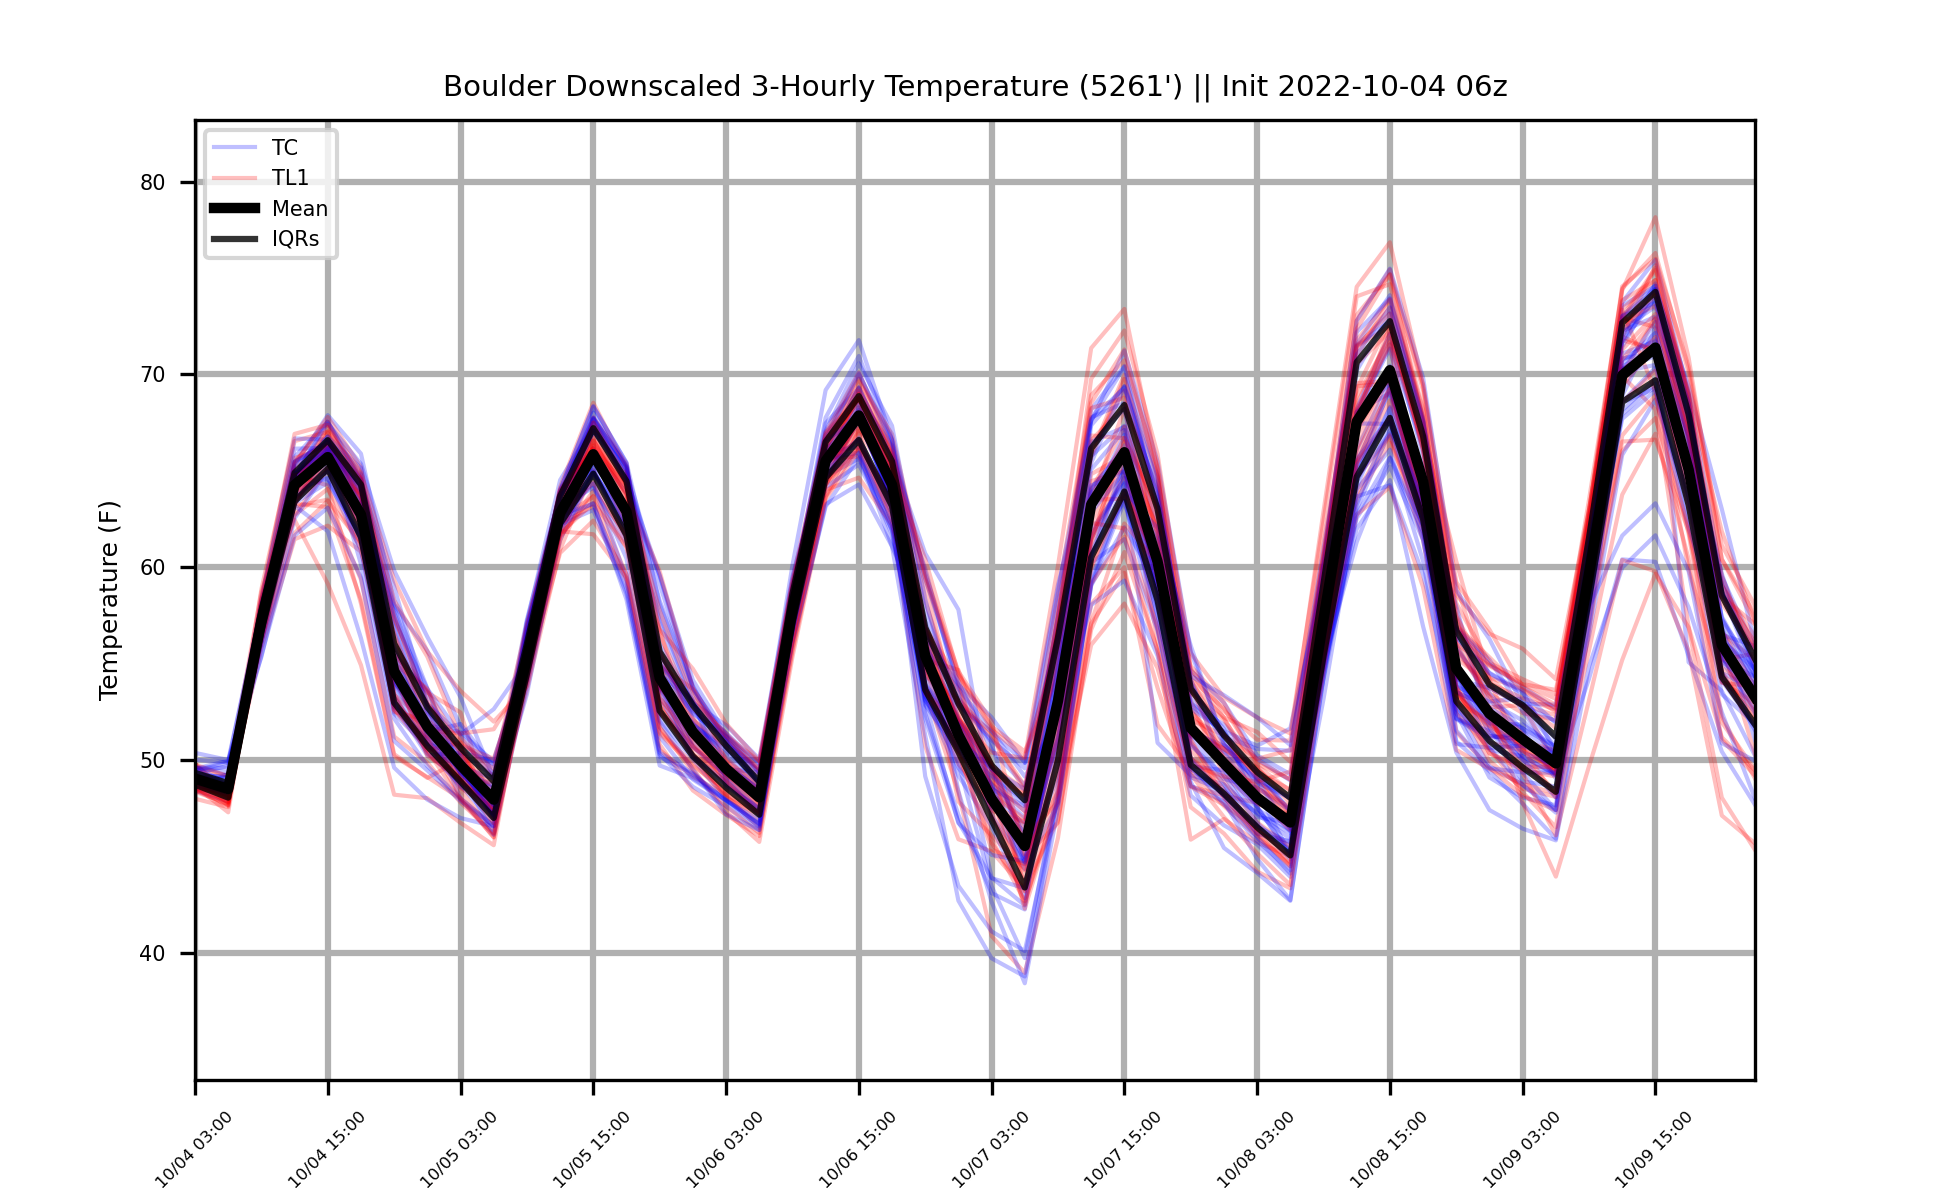 Boulder Downscaled 3-Hourly Temperature (5261') || Init 2022-10-04 06z
TC
TL1
Mean
IQRs
Temperature (F)
80
70
60
50
40
10/04 03:00
10/04 15:00
10/05 03:00
10/05 15:00
10/06 03:00
10/06 15:00
10/07 03:00
10/07 15:00
10/08 03:00
10/08 15:00
10/09 03:00
10/09 15:00